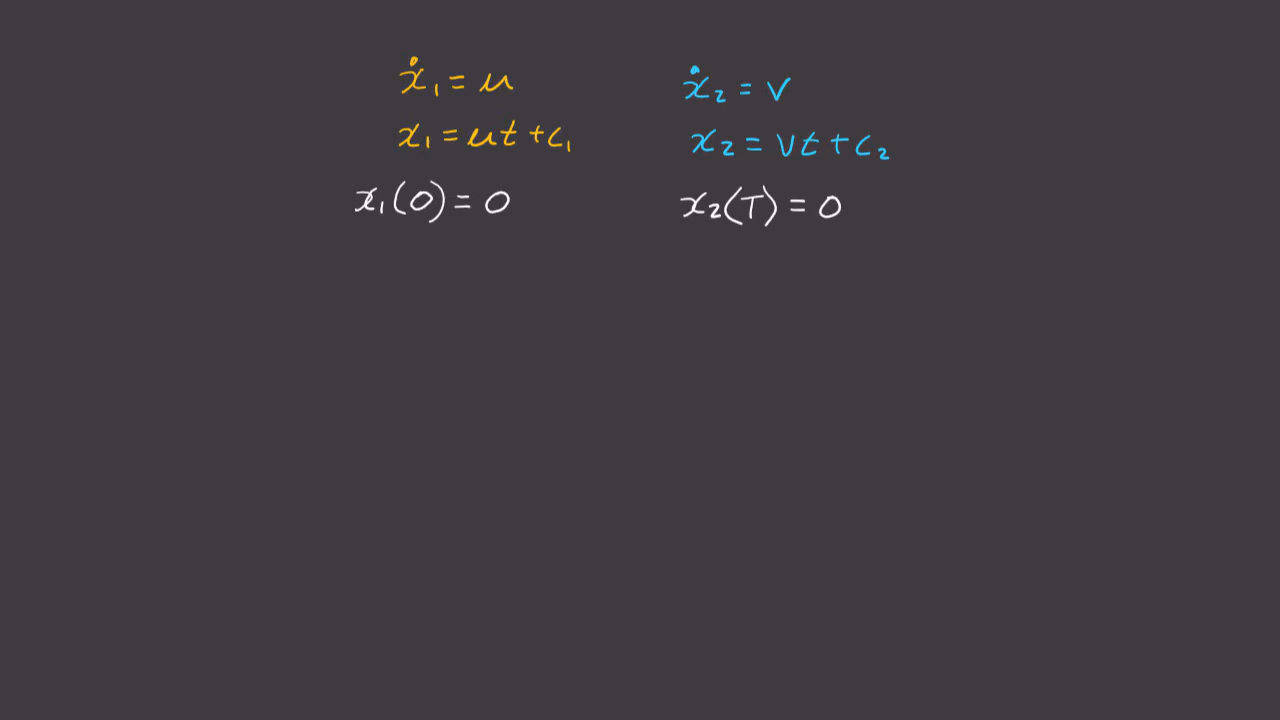 ẋ₁ = u
x₁ = ut + c₁
x₁(0) = 0
ẋ₂ = v
x₂ = vt + c₂
x₂(T) = 0